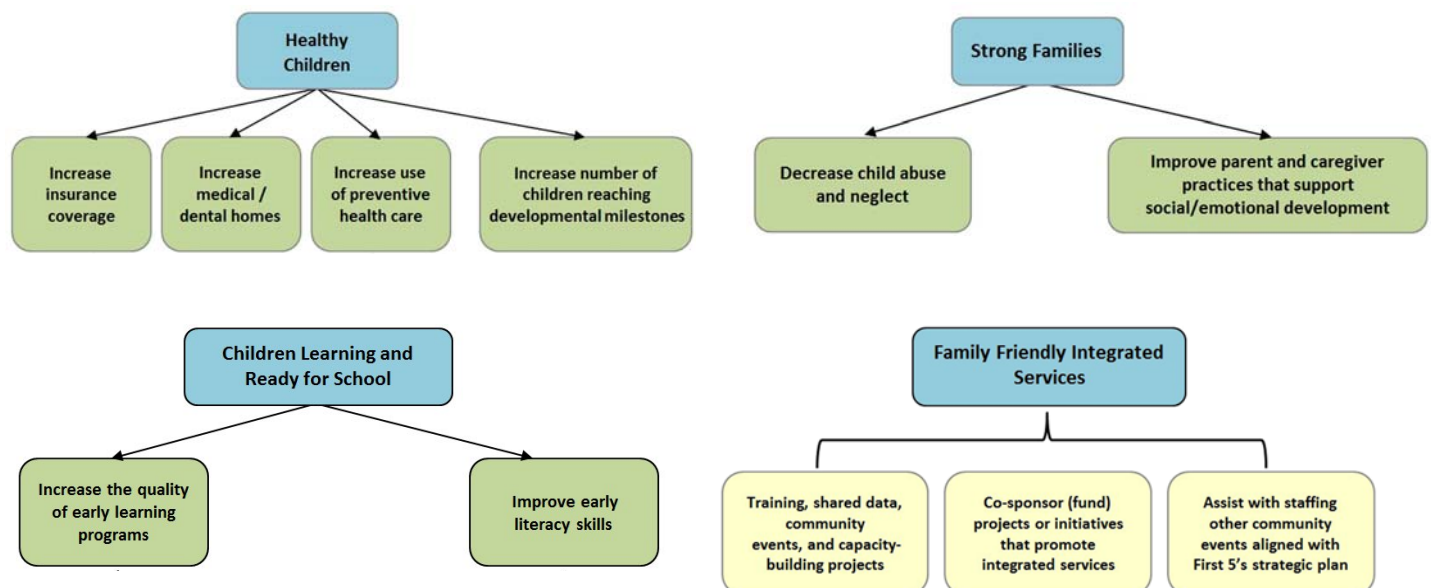 Healthy
Children
Increase
insurance
coverage
Increase
medical /
dental homes
Increase use
of preventive
health care
Increase number of
children reaching
developmental milestones
Strong Families
Decrease child abuse
and neglect
Improve parent and caregiver
practices that support
social/emotional development
Children Learning and
Ready for School
Increase the quality
of early learning
programs
Improve early
literacy skills
Family Friendly Integrated
Services
Training, shared data,
community
events, and capacity-
building projects
Co-sponsor (fund)
projects or initiatives
that promote
integrated services
Assist with staffing
other community
events aligned with
First 5's strategic plan